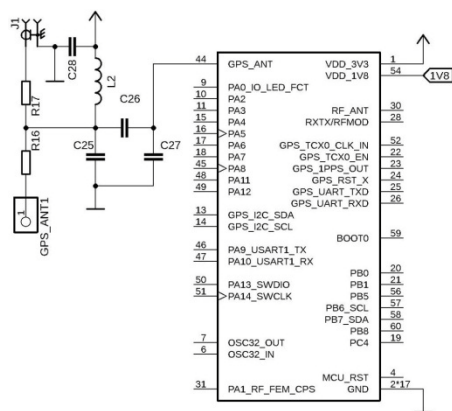 J1
C28
L2
R17
C26
R16
C25
C27
1
GPS_ANT1
44 GPS_ANT
9 PA0_IO_LED_FCT
10 PA2
11 PA3
15 PA4
16 PA5
17 PA6
18 PA7
45 PA8
48 PA11
49 PA12
13 GPS_I2C_SDA
14 GPS_I2C_SCL
46 PA9_USART1_TX
47 PA10_USART1_RX
50 PA13_SWDIO
51 PA14_SWCLK
7 OSC32_OUT
6 OSC32_IN
31 PA1_RF_FEM_CPS
VDD_3V3 1
VDD_1V8 54 1V8
RF_ANT 30
RXTX/RFMOD 28
GPS_TCX0_CLK_IN 52
GPS_TCX0_EN 22
GPS_1PPS_OUT 23
GPS_RST_X 24
GPS_UART_TXD 25
GPS_UART_RXD 26
BOOT0 59
PB0 20
PB1 21
PB5 56
PB6_SCL 57
PB7_SDA 58
PB8 60
PC4 19
MCU_RST 4
GND 2*17